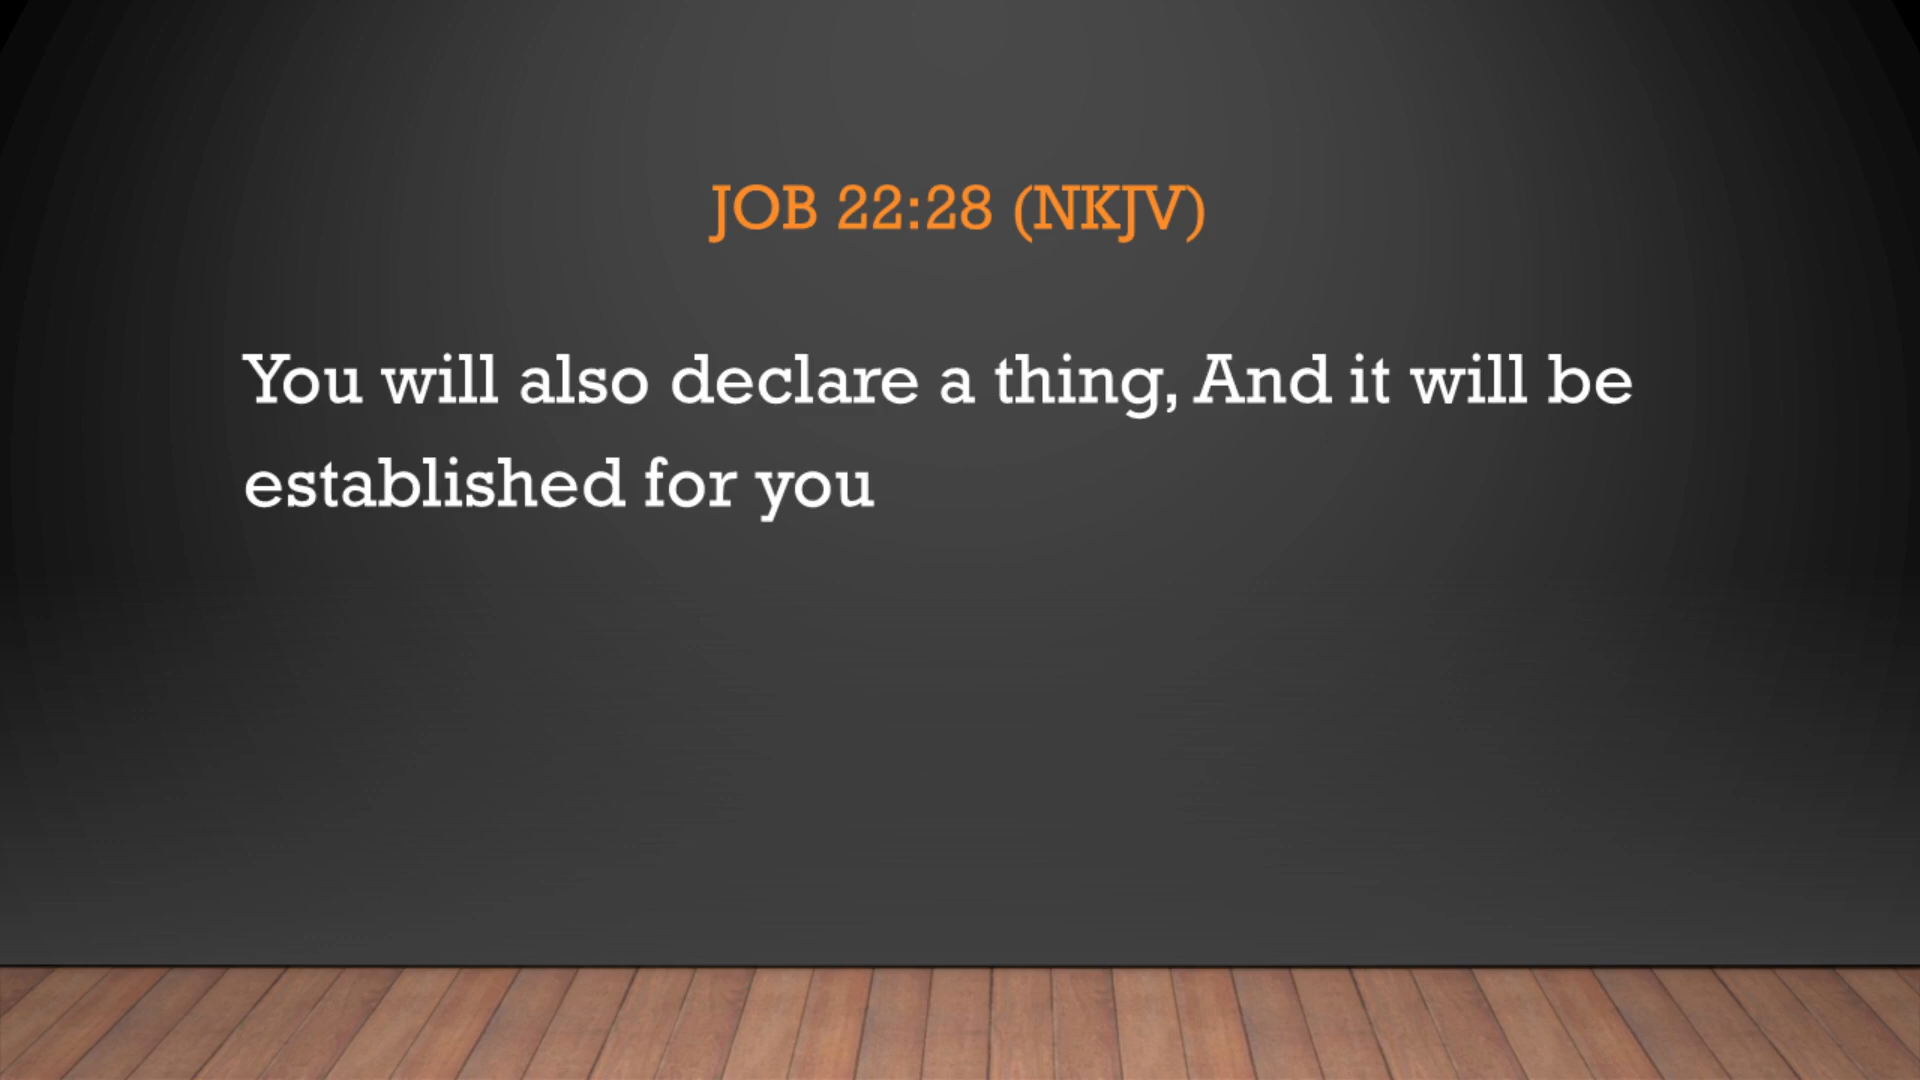 JOB 22:28 (NKJV)
You will also declare a thing, And it will be
established for you